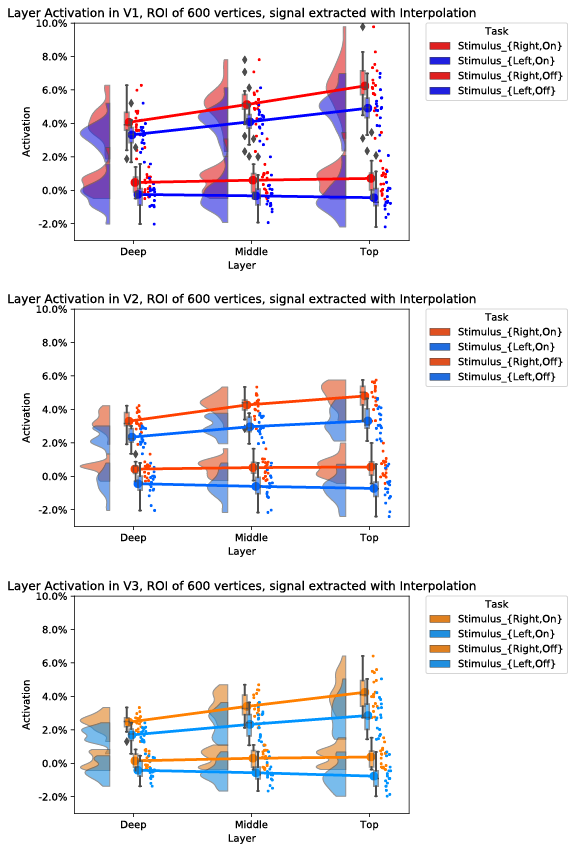 Layer Activation in V1, ROI of 600 vertices, signal extracted with Interpolation
10.0%
8.0%
6.0%
4.0%
2.0%
0.0%
-2.0%
Activation
Deep
Middle
Top
Layer
Task
Stimulus_{Right,On}
Stimulus_{Left,On}
Stimulus_{Right,Off}
Stimulus_{Left,Off}
Layer Activation in V2, ROI of 600 vertices, signal extracted with Interpolation
10.0%
8.0%
6.0%
4.0%
2.0%
0.0%
-2.0%
Activation
Deep
Middle
Top
Layer
Task
Stimulus_{Right,On}
Stimulus_{Left,On}
Stimulus_{Right,Off}
Stimulus_{Left,Off}
Layer Activation in V3, ROI of 600 vertices, signal extracted with Interpolation
10.0%
8.0%
6.0%
4.0%
2.0%
0.0%
-2.0%
Activation
Deep
Middle
Top
Layer
Task
Stimulus_{Right,On}
Stimulus_{Left,On}
Stimulus_{Right,Off}
Stimulus_{Left,Off}